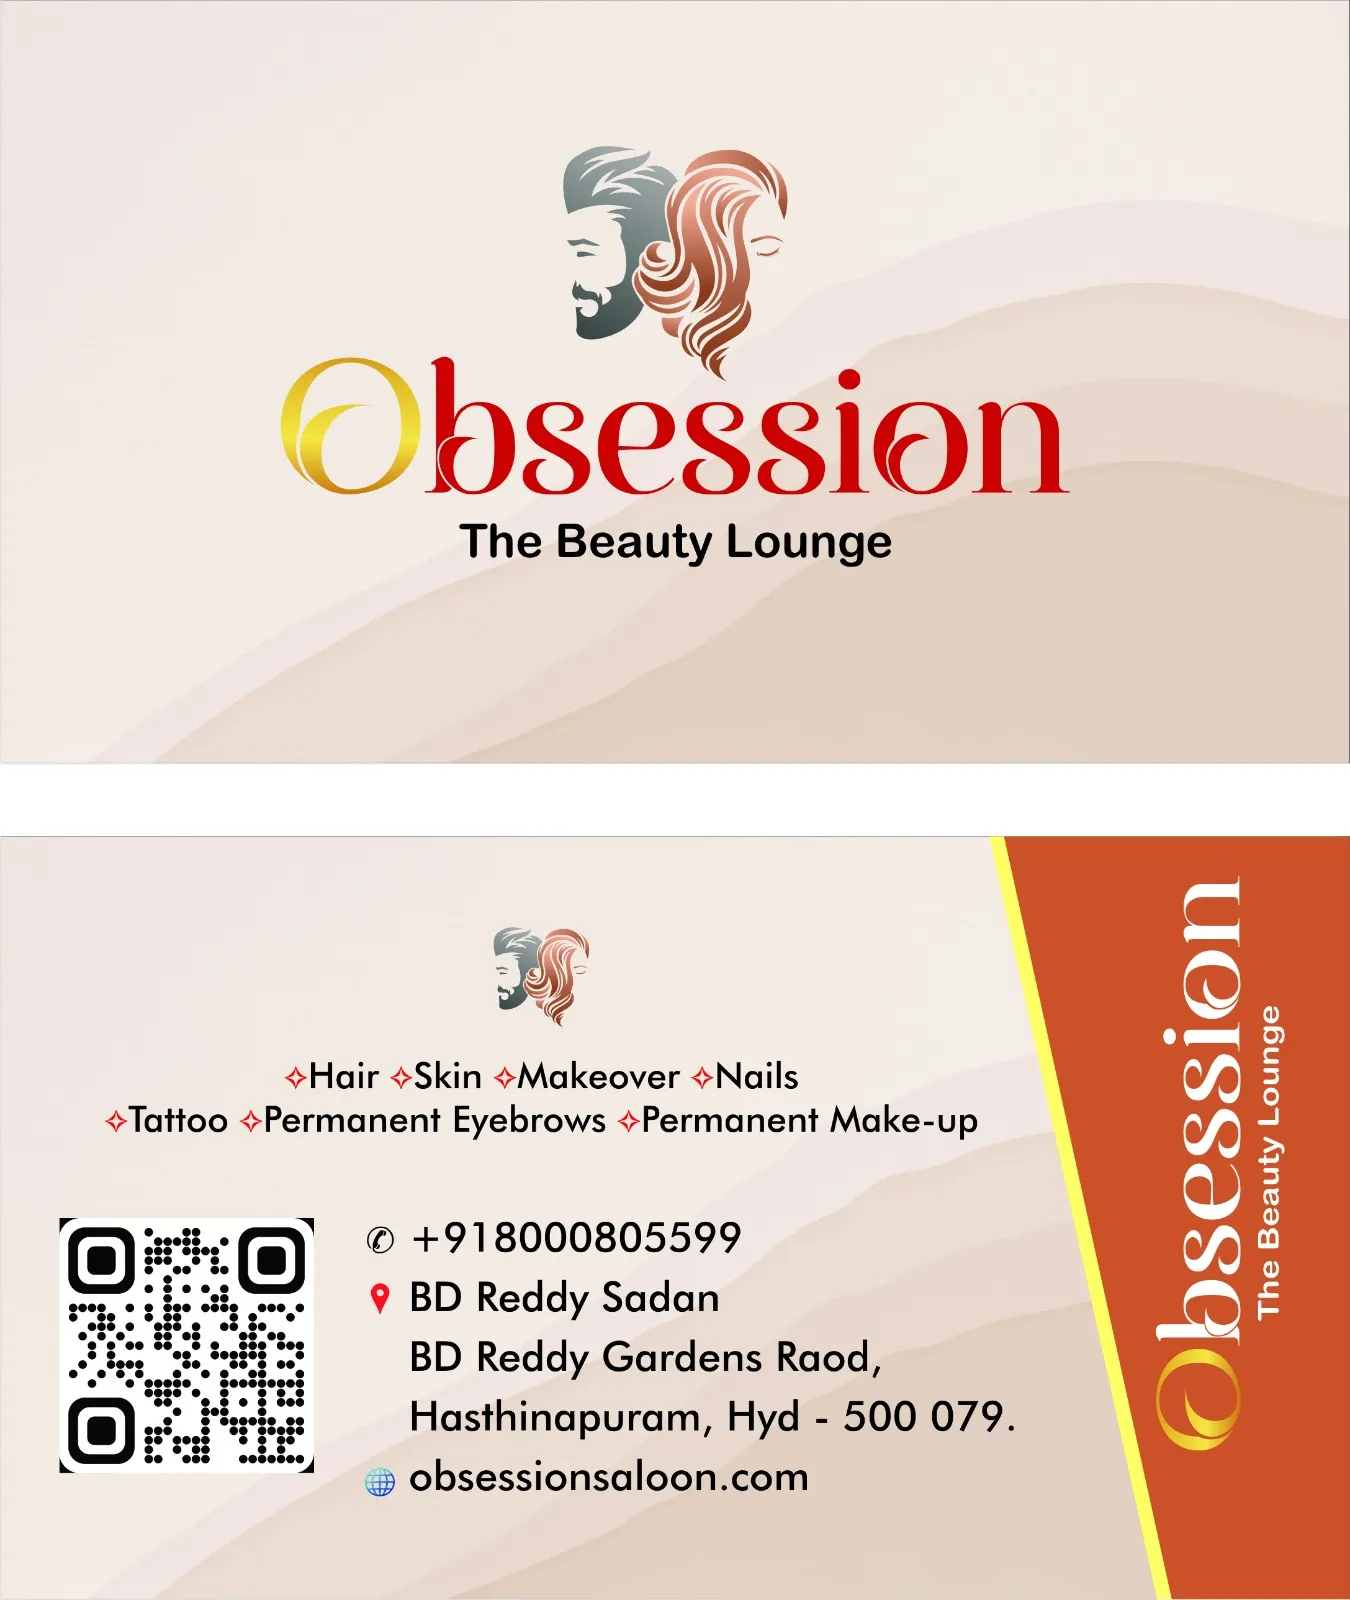 Obsession
The Beauty Lounge
✧Hair ✧Skin ✧Makeover ✧Nails
✧Tattoo ✧Permanent Eyebrows ✧Permanent Make-up
✆ +918000805599
BD Reddy Sadan
BD Reddy Gardens Raod,
Hasthinapuram, Hyd - 500 079.
obsessionsaloon.com
Obsession
The Beauty Lounge